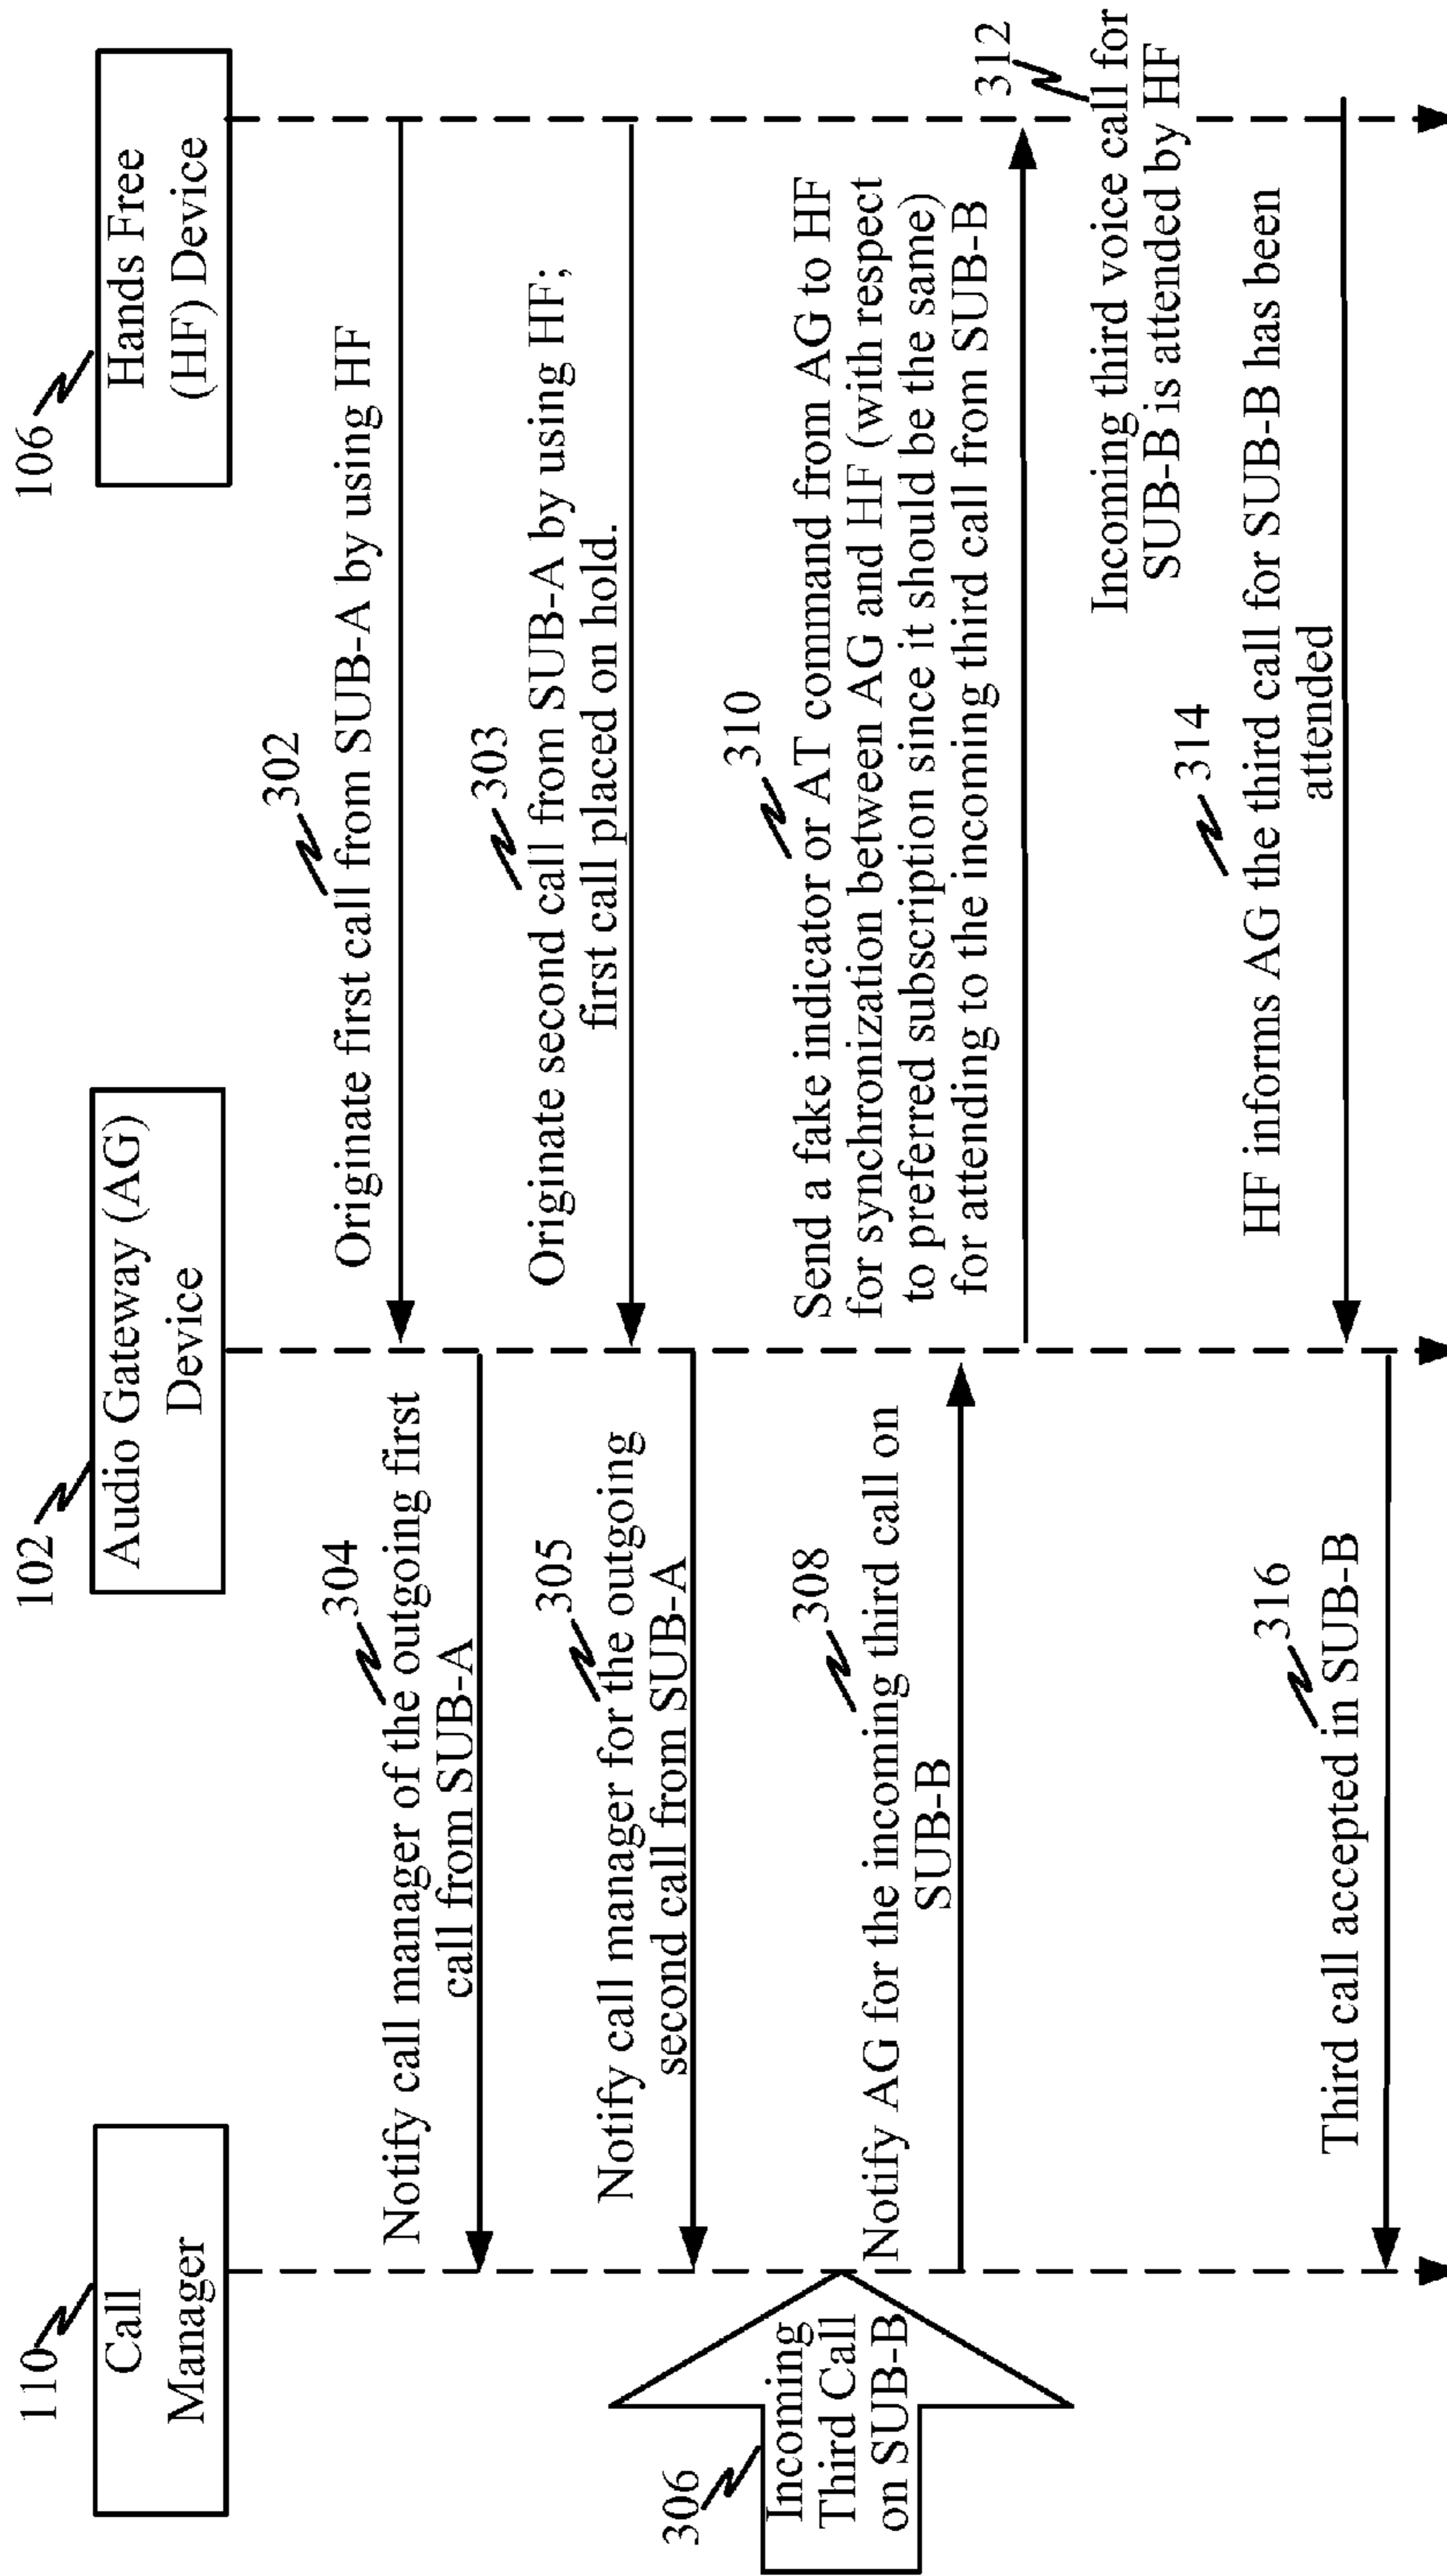 110
Call
Manager
102
Audio Gateway (AG)
Device
106
Hands Free
(HF) Device
302
Originate first call from SUB-A by using HF
304
Notify call manager of the outgoing first
call from SUB-A
303
Originate second call from SUB-A by using HF;
first call placed on hold.
305
Notify call manager for the outgoing
second call from SUB-A
306
Incoming
Third Call
on SUB-B
308
Notify AG for the incoming third call on
SUB-B
310
Send a fake indicator or AT command from AG to HF
for synchronization between AG and HF (with respect
to preferred subscription since it should be the same)
for attending to the incoming third call from SUB-B
312
Incoming third voice call for
SUB-B is attended by HF
314
HF informs AG the third call for SUB-B has been
attended
316
Third call accepted in SUB-B